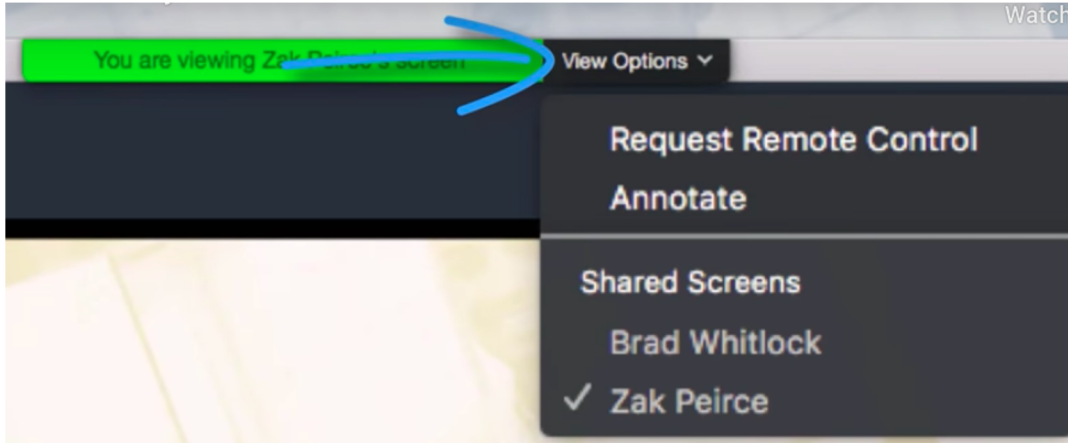 Watch
You are viewing Zak Peirce's screen
View Options
Request Remote Control
Annotate
Shared Screens
Brad Whitlock
Zak Peirce